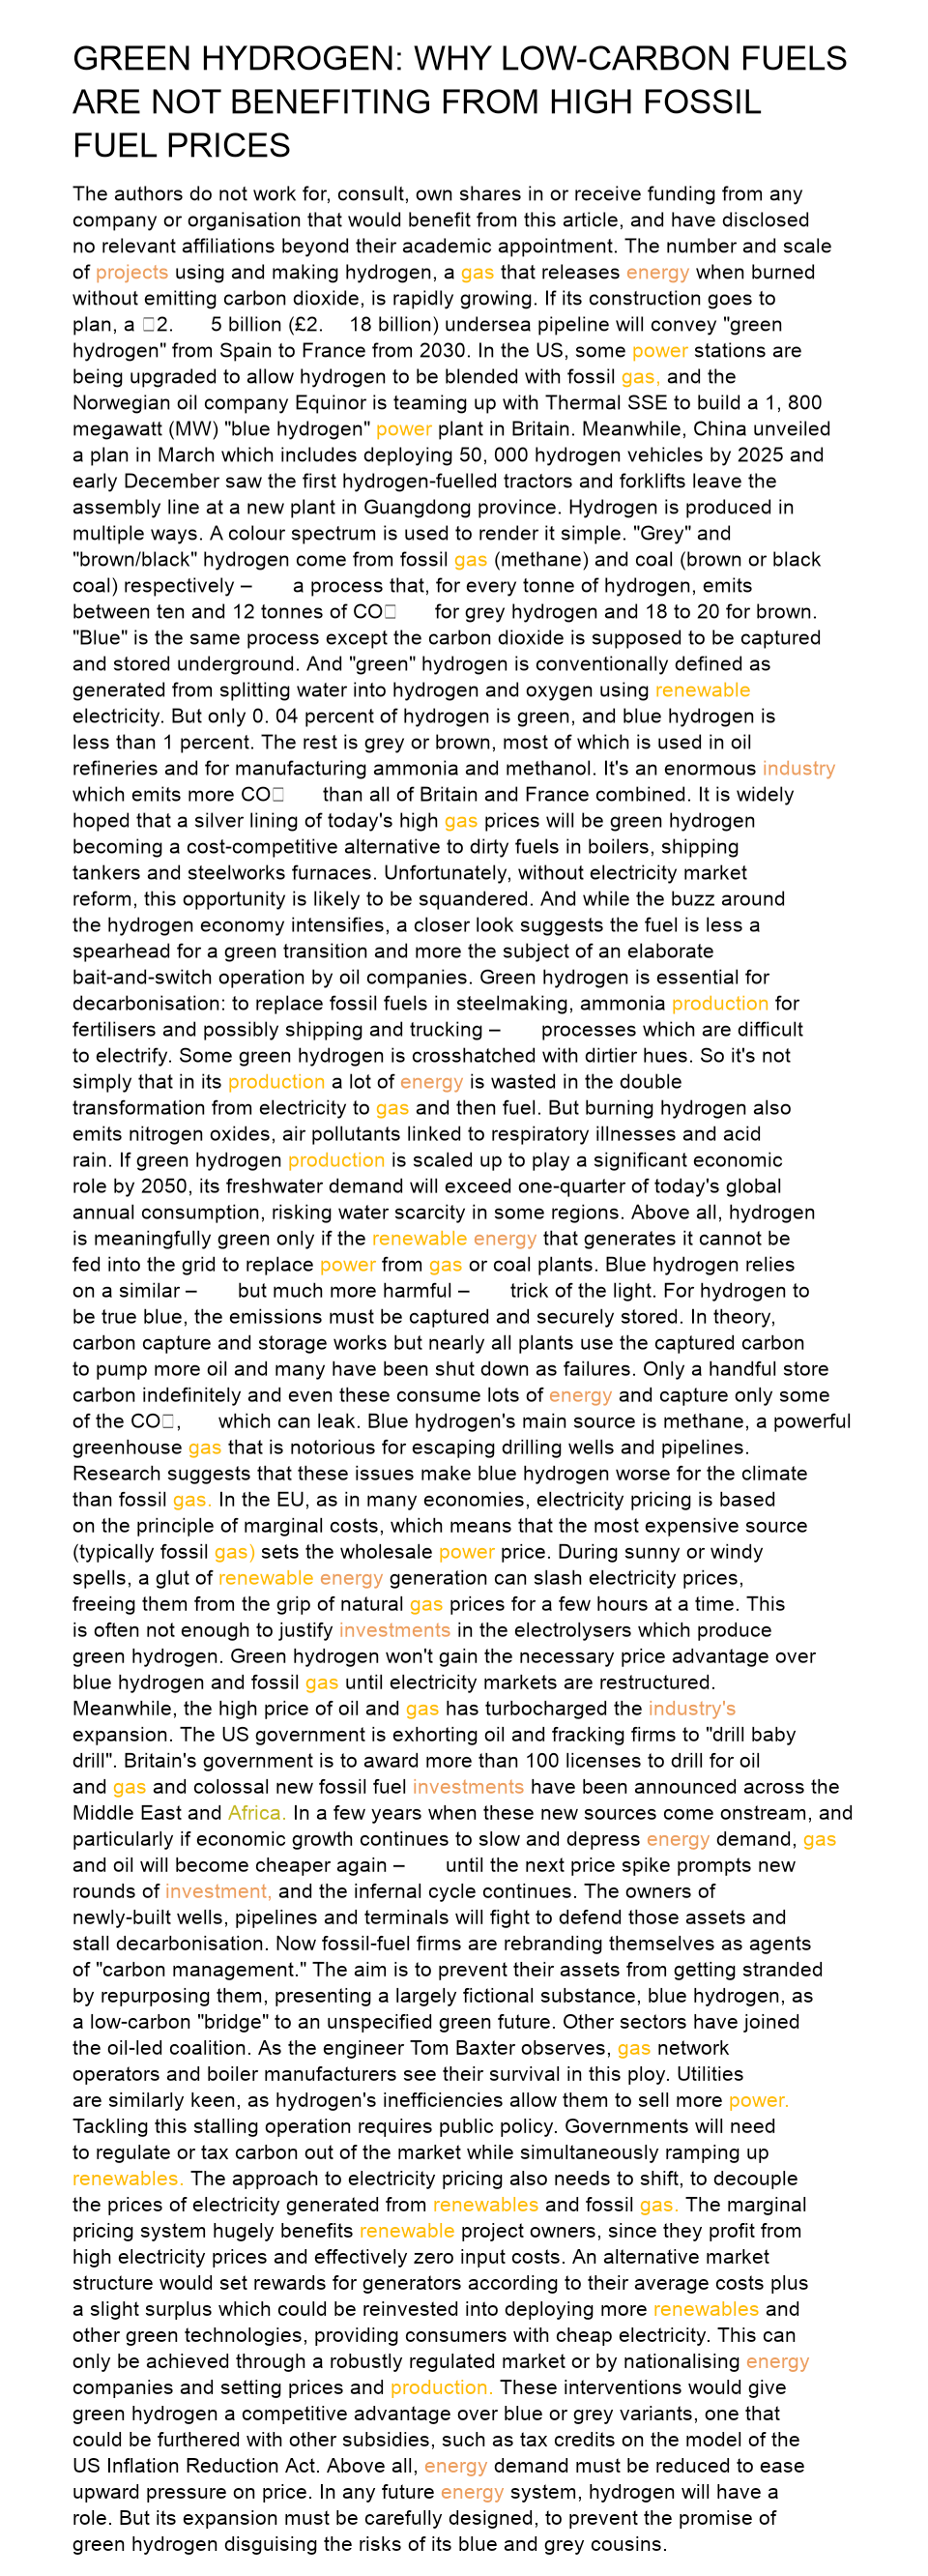 GREEN HYDROGEN: WHY LOW-CARBON FUELS
ARE NOT BENEFITING FROM HIGH FOSSIL
FUEL PRICES
The authors do not work for, consult, own shares in or receive funding from any
company or organisation that would benefit from this article, and have disclosed
no relevant affiliations beyond their academic appointment. The number and scale
of projects using and making hydrogen, a gas that releases energy when burned
without emitting carbon dioxide, is rapidly growing. If its construction goes to
plan, a □2. 5 billion (£2. 18 billion) undersea pipeline will convey "green
hydrogen" from Spain to France from 2030. In the US, some power stations are
being upgraded to allow hydrogen to be blended with fossil gas, and the
Norwegian oil company Equinor is teaming up with Thermal SSE to build a 1, 800
megawatt (MW) "blue hydrogen" power plant in Britain. Meanwhile, China unveiled
a plan in March which includes deploying 50, 000 hydrogen vehicles by 2025 and
early December saw the first hydrogen-fuelled tractors and forklifts leave the
assembly line at a new plant in Guangdong province. Hydrogen is produced in
multiple ways. A colour spectrum is used to render it simple. "Grey" and
"brown/black" hydrogen come from fossil gas (methane) and coal (brown or black
coal) respectively – a process that, for every tonne of hydrogen, emits
between ten and 12 tonnes of CO□ for grey hydrogen and 18 to 20 for brown.
"Blue" is the same process except the carbon dioxide is supposed to be captured
and stored underground. And "green" hydrogen is conventionally defined as
generated from splitting water into hydrogen and oxygen using renewable
electricity. But only 0. 04 percent of hydrogen is green, and blue hydrogen is
less than 1 percent. The rest is grey or brown, most of which is used in oil
refineries and for manufacturing ammonia and methanol. It's an enormous industry
which emits more CO□ than all of Britain and France combined. It is widely
hoped that a silver lining of today's high gas prices will be green hydrogen
becoming a cost-competitive alternative to dirty fuels in boilers, shipping
tankers and steelworks furnaces. Unfortunately, without electricity market
reform, this opportunity is likely to be squandered. And while the buzz around
the hydrogen economy intensifies, a closer look suggests the fuel is less a
spearhead for a green transition and more the subject of an elaborate
bait-and-switch operation by oil companies. Green hydrogen is essential for
decarbonisation: to replace fossil fuels in steelmaking, ammonia production for
fertilisers and possibly shipping and trucking – processes which are difficult
to electrify. Some green hydrogen is crosshatched with dirtier hues. So it's not
simply that in its production a lot of energy is wasted in the double
transformation from electricity to gas and then fuel. But burning hydrogen also
emits nitrogen oxides, air pollutants linked to respiratory illnesses and acid
rain. If green hydrogen production is scaled up to play a significant economic
role by 2050, its freshwater demand will exceed one-quarter of today's global
annual consumption, risking water scarcity in some regions. Above all, hydrogen
is meaningfully green only if the renewable energy that generates it cannot be
fed into the grid to replace power from gas or coal plants. Blue hydrogen relies
on a similar – but much more harmful – trick of the light. For hydrogen to
be true blue, the emissions must be captured and securely stored. In theory,
carbon capture and storage works but nearly all plants use the captured carbon
to pump more oil and many have been shut down as failures. Only a handful store
carbon indefinitely and even these consume lots of energy and capture only some
of the CO□, which can leak. Blue hydrogen's main source is methane, a powerful
greenhouse gas that is notorious for escaping drilling wells and pipelines.
Research suggests that these issues make blue hydrogen worse for the climate
than fossil gas. In the EU, as in many economies, electricity pricing is based
on the principle of marginal costs, which means that the most expensive source
(typically fossil gas) sets the wholesale power price. During sunny or windy
spells, a glut of renewable energy generation can slash electricity prices,
freeing them from the grip of natural gas prices for a few hours at a time. This
is often not enough to justify investments in the electrolysers which produce
green hydrogen. Green hydrogen won't gain the necessary price advantage over
blue hydrogen and fossil gas until electricity markets are restructured.
Meanwhile, the high price of oil and gas has turbocharged the industry's
expansion. The US government is exhorting oil and fracking firms to "drill baby
drill". Britain's government is to award more than 100 licenses to drill for oil
and gas and colossal new fossil fuel investments have been announced across the
Middle East and Africa. In a few years when these new sources come onstream, and
particularly if economic growth continues to slow and depress energy demand, gas
and oil will become cheaper again – until the next price spike prompts new
rounds of investment, and the infernal cycle continues. The owners of
newly-built wells, pipelines and terminals will fight to defend those assets and
stall decarbonisation. Now fossil-fuel firms are rebranding themselves as agents
of "carbon management." The aim is to prevent their assets from getting stranded
by repurposing them, presenting a largely fictional substance, blue hydrogen, as
a low-carbon "bridge" to an unspecified green future. Other sectors have joined
the oil-led coalition. As the engineer Tom Baxter observes, gas network
operators and boiler manufacturers see their survival in this ploy. Utilities
are similarly keen, as hydrogen's inefficiencies allow them to sell more power.
Tackling this stalling operation requires public policy. Governments will need
to regulate or tax carbon out of the market while simultaneously ramping up
renewables. The approach to electricity pricing also needs to shift, to decouple
the prices of electricity generated from renewables and fossil gas. The marginal
pricing system hugely benefits renewable project owners, since they profit from
high electricity prices and effectively zero input costs. An alternative market
structure would set rewards for generators according to their average costs plus
a slight surplus which could be reinvested into deploying more renewables and
other green technologies, providing consumers with cheap electricity. This can
only be achieved through a robustly regulated market or by nationalising energy
companies and setting prices and production. These interventions would give
green hydrogen a competitive advantage over blue or grey variants, one that
could be furthered with other subsidies, such as tax credits on the model of the
US Inflation Reduction Act. Above all, energy demand must be reduced to ease
upward pressure on price. In any future energy system, hydrogen will have a
role. But its expansion must be carefully designed, to prevent the promise of
green hydrogen disguising the risks of its blue and grey cousins.